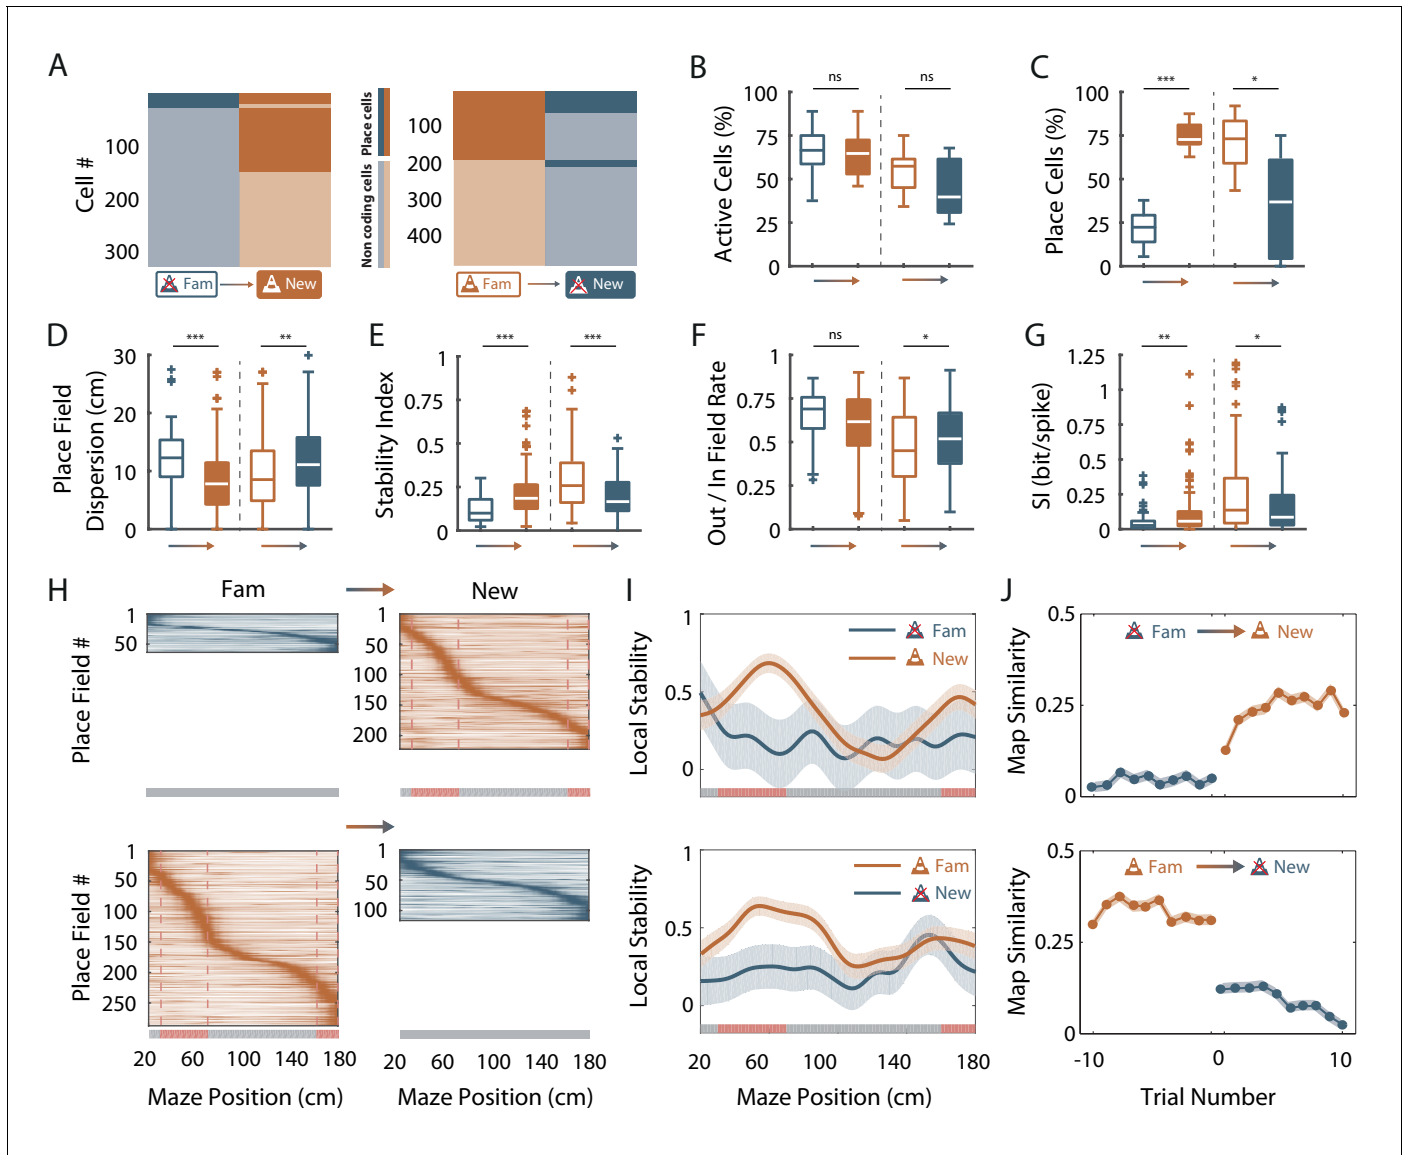 A
Cell #
100
200
300
Fam
New
Place cells
Non coding cells
100
200
300
400
Fam
New
B
Active Cells (%)
100
75
50
25
0
ns
ns
C
Place Cells (%)
100
75
50
25
0
***
*
D
Place Field
Dispersion (cm)
30
20
10
0
***
**
E
Stability Index
1
0.75
0.5
0.25
0
***
***
F
Out / In Field Rate
1
0.75
0.5
0.25
0
ns
*
G
SI (bit/spike)
1.25
1
0.75
0.5
0.25
0
**
*
H
Fam
New
Place Field #
1
50
1
50
100
150
200
Place Field #
1
50
100
150
200
250
1
50
100
20 60 100 140 180
Maze Position (cm)
20 60 100 140 180
Maze Position (cm)
I
Local Stability
1
0.5
0
Fam
New
Local Stability
1
0.5
0
Fam
New
20 60 100 140 180
Maze Position (cm)
J
Map Similarity
0.5
0.25
0
Fam
New
Map Similarity
0.5
0.25
0
Fam
New
-10 0 10
Trial Number